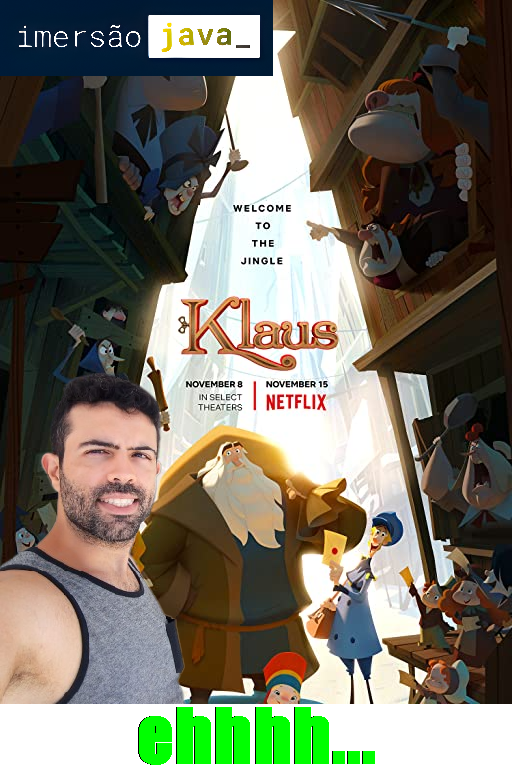 imersão java_
WELCOME
TO
THE
JINGLE
Klaus
NOVEMBER 8
IN SELECT
THEATERS
NOVEMBER 15
NETFLIX
ehhhh...